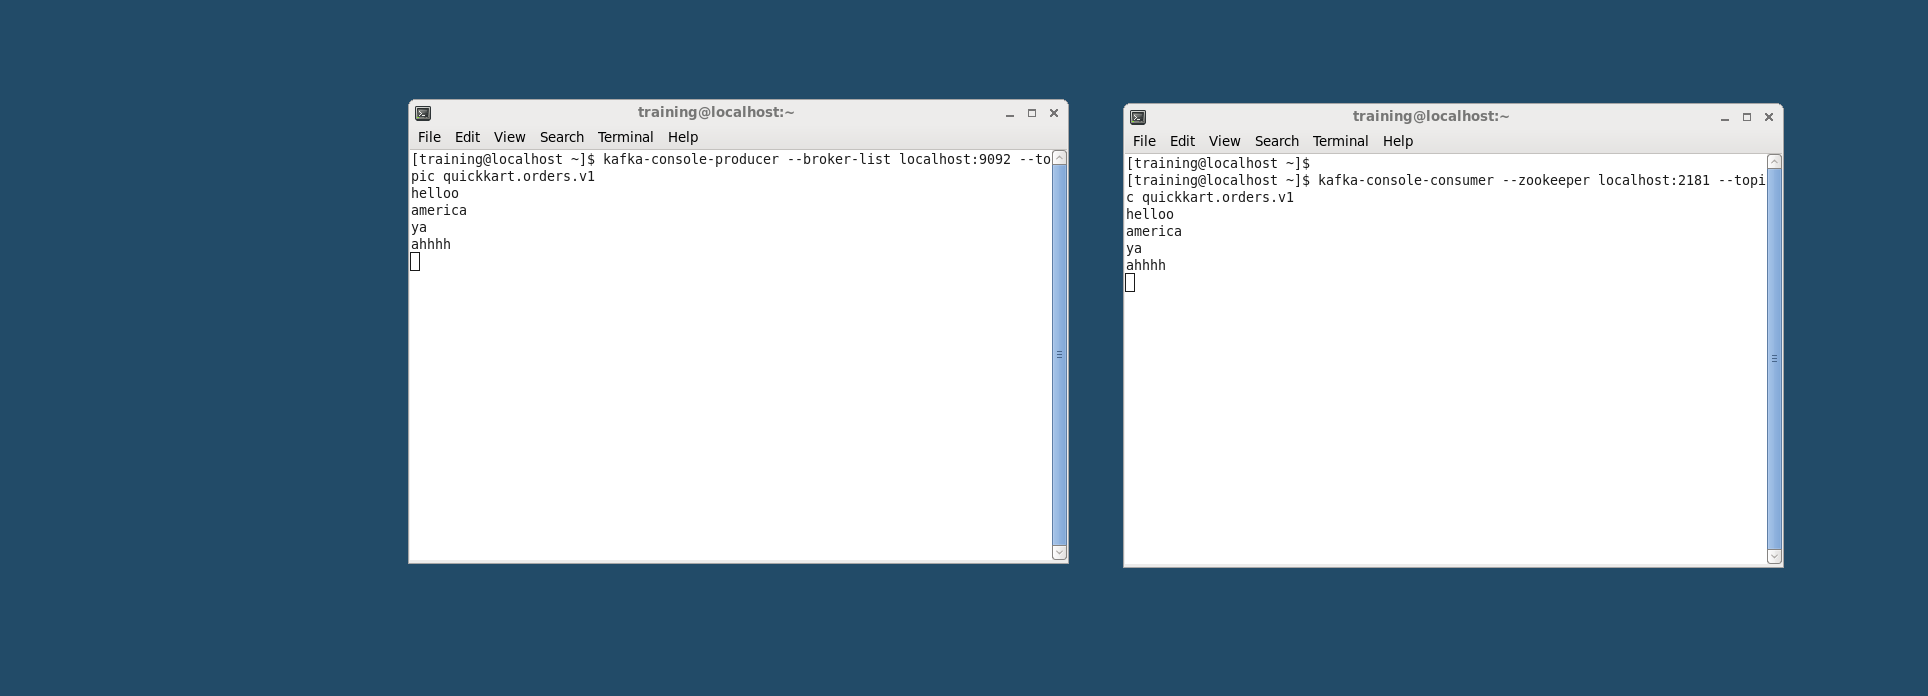 training@localhost:~
File Edit View Search Terminal Help
[training@localhost ~]$ kafka-console-producer --broker-list localhost:9092 --to
pic quickkart.orders.v1
helloo
america
ya
ahhhh
training@localhost:~
File Edit View Search Terminal Help
[training@localhost ~]$
[training@localhost ~]$ kafka-console-consumer --zookeeper localhost:2181 --topi
c quickkart.orders.v1
helloo
america
ya
ahhhh